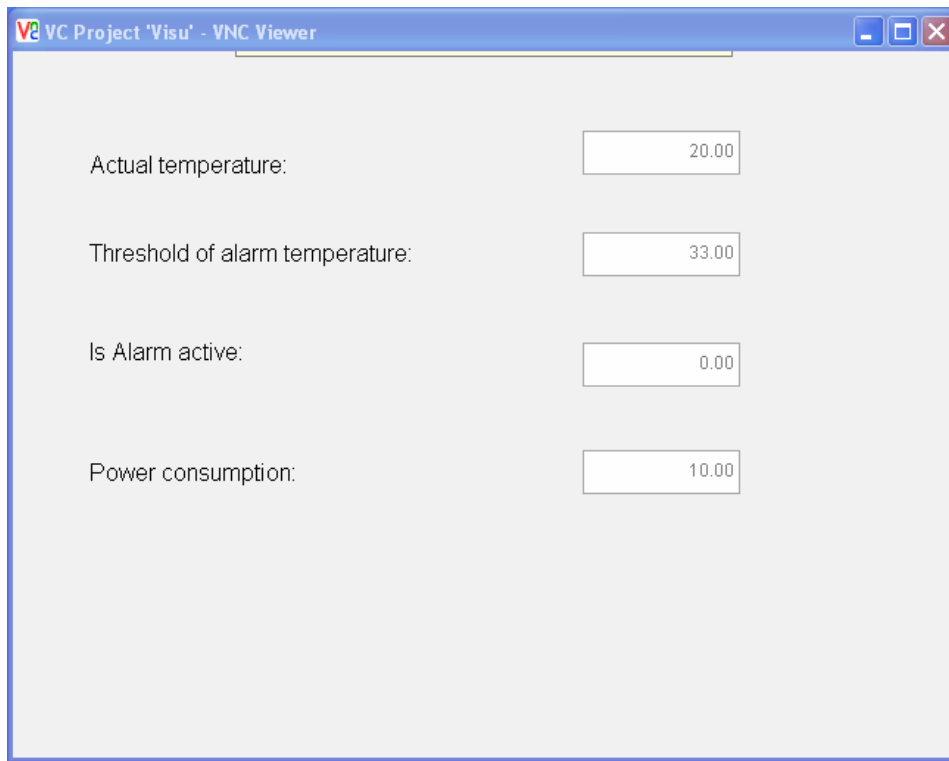 VC Project 'Visu' - VNC Viewer
Actual temperature: 20.00
Threshold of alarm temperature: 33.00
Is Alarm active: 0.00
Power consumption: 10.00